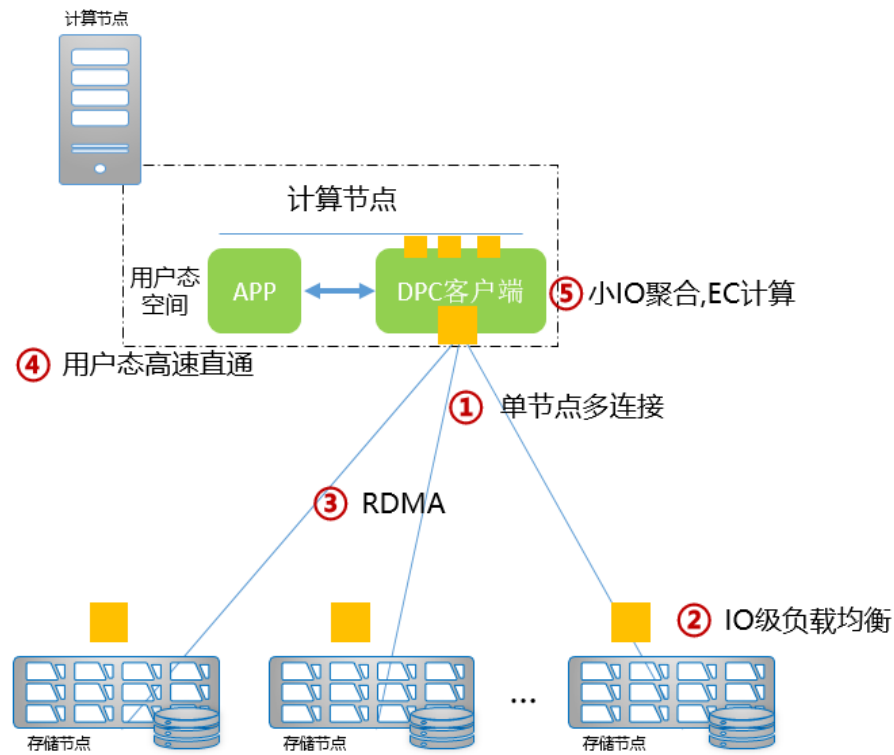 计算节点
计算节点
用户态
空间
APP
DPC客户端
⑤ 小IO聚合,EC计算
④ 用户态高速直通
① 单节点多连接
③ RDMA
② IO级负载均衡
...
存储节点
存储节点
存储节点